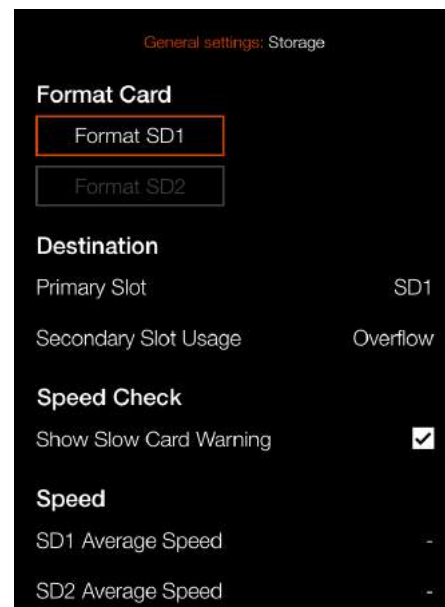 General settings: Storage
Format Card
Format SD1
Format SD2
Destination
Primary Slot SD1
Secondary Slot Usage Overflow
Speed Check
Show Slow Card Warning
Speed
SD1 Average Speed -
SD2 Average Speed -